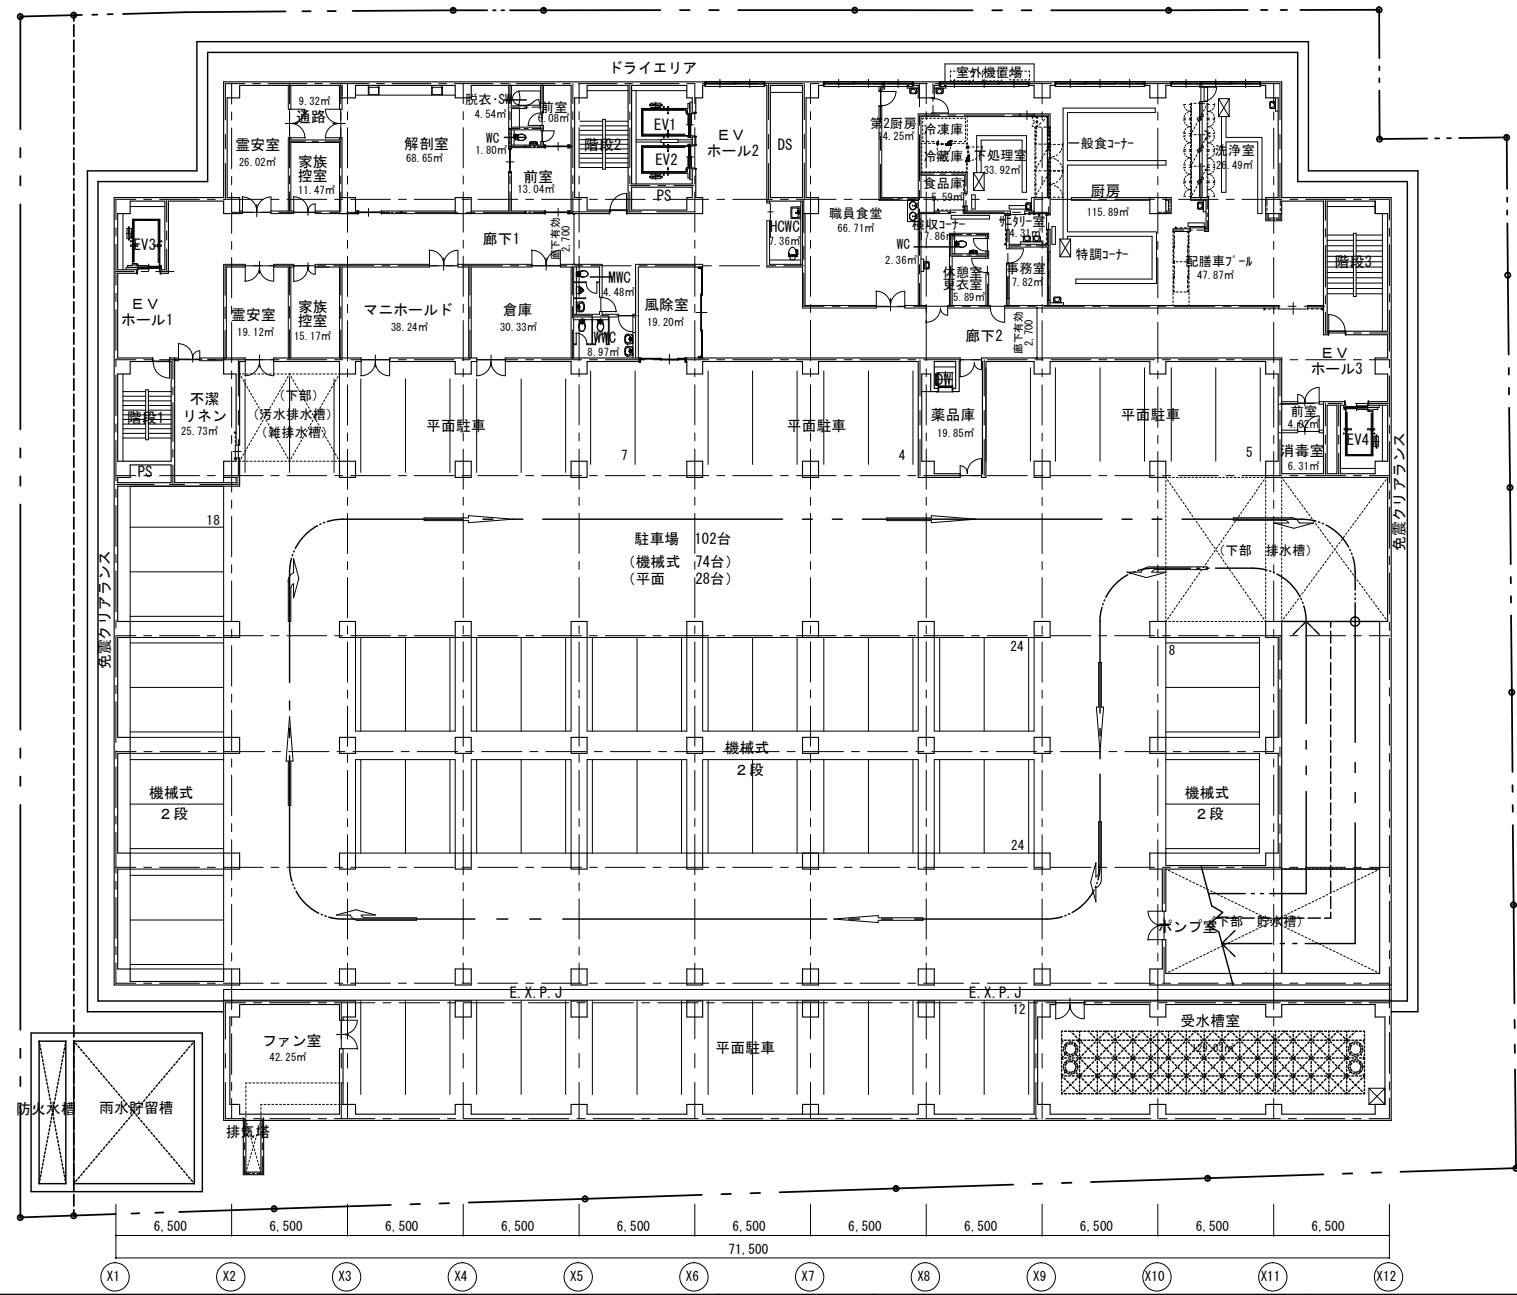 ドライエリア
室外機置場
9.32㎡
通路
脱衣・SW
4.54㎡
前室
6.08㎡
EV1
EV
ホール2
DS
第2厨房
4.25㎡
冷凍庫
一般食コーナー
霊安室
26.02㎡
解剖室
68.65㎡
WC
1.80㎡
階段2
EV2
冷蔵庫
下処理室
33.92㎡
洗浄室
26.49㎡
家族
控室
11.47㎡
前室
13.04㎡
PS
食品庫
5.59㎡
厨房
115.89㎡
EV3
廊下1
廊下有効
2,700
HCWC
7.36㎡
職員食堂
66.71㎡
検収コーナー
7.86㎡
サニタリー室
4.31㎡
WC
2.36㎡
特調コーナー
配膳車プール
47.87㎡
階段3
EV
ホール1
霊安室
19.12㎡
家族
控室
15.17㎡
マニホールド
38.24㎡
倉庫
30.33㎡
MWC
4.48㎡
風除室
19.20㎡
休憩室
更衣室
5.89㎡
事務室
7.82㎡
WWC
8.97㎡
廊下2
廊下有効
2,700
EV
ホール3
階段1
不潔
リネン
25.73㎡
(下部)
(汚水排水槽)
(雑排水槽)
平面駐車
7
平面駐車
4
DW
薬品庫
19.85㎡
平面駐車
5
前室
4.02㎡
消毒室
6.31㎡
EV4
PS
免震クリアランス
免震クリアランス
18
駐車場 102台
(機械式 74台)
(平面 28台)
(下部 排水槽)
24
8
機械式
2段
機械式
2段
機械式
2段
24
ポンプ室
(下部 貯水槽)
E.X.P.J
E.X.P.J
12
ファン室
42.25㎡
平面駐車
受水槽室
防火水槽
雨水貯留槽
排気塔
6,500 6,500 6,500 6,500 6,500 6,500 6,500 6,500 6,500 6,500 6,500
71,500
X1 X2 X3 X4 X5 X6 X7 X8 X9 X10 X11 X12